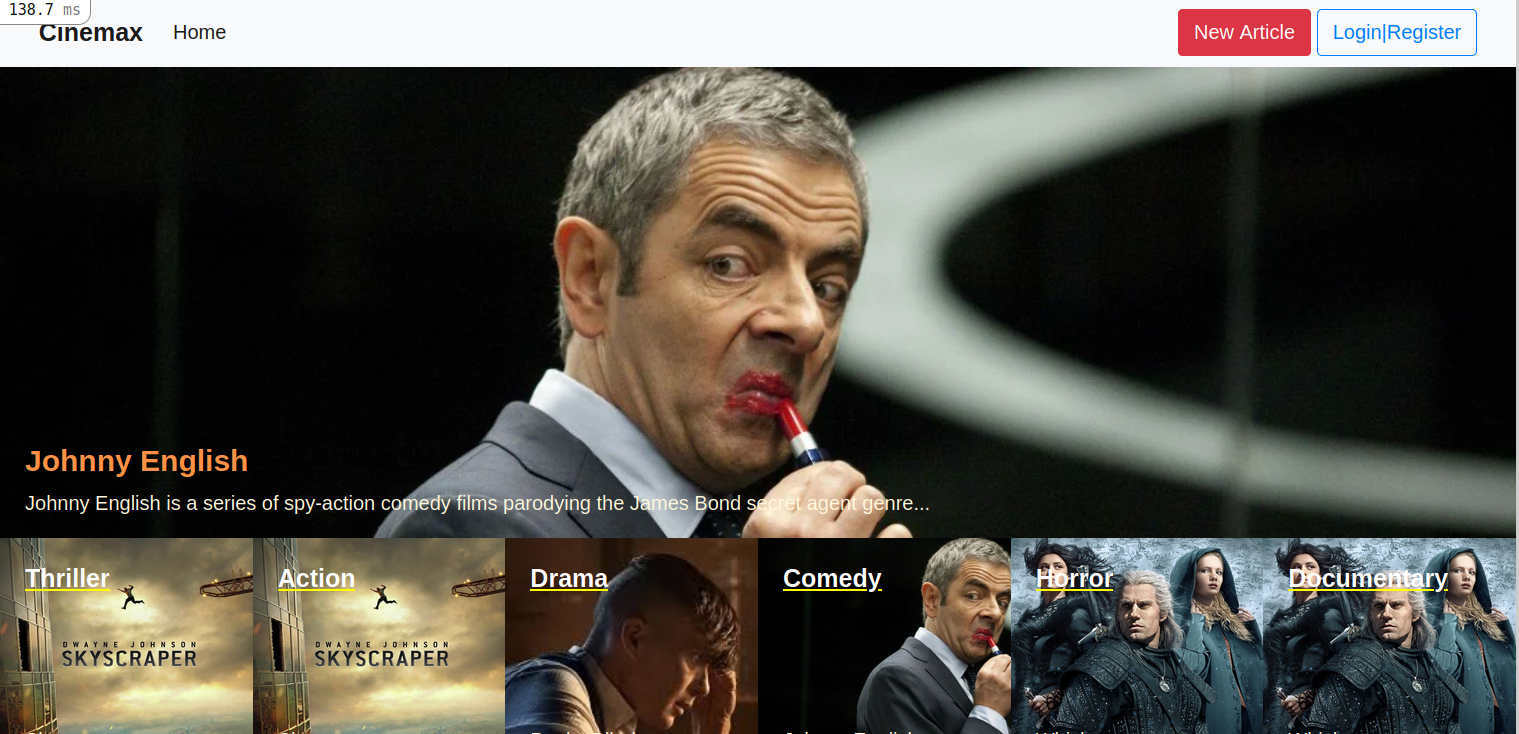 138.7 ms
Cinemax Home New Article Login|Register
Johnny English
Johnny English is a series of spy-action comedy films parodying the James Bond secret agent genre...
Thriller Action Drama Comedy Horror Documentary
DWAYNE JOHNSON DWAYNE JOHNSON
SKYSCRAPER SKYSCRAPER